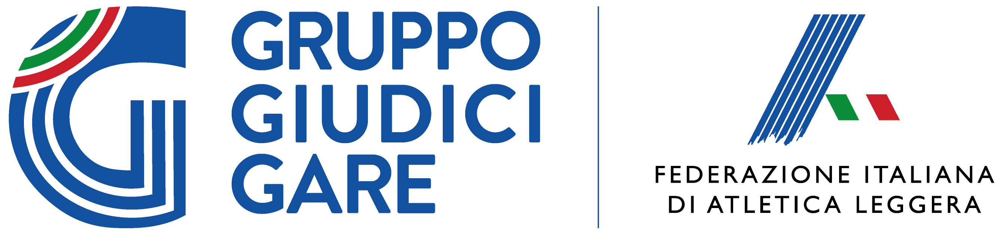 GRUPPO
GIUDICI
GARE
FEDERAZIONE ITALIANA
DI ATLETICA LEGGERA